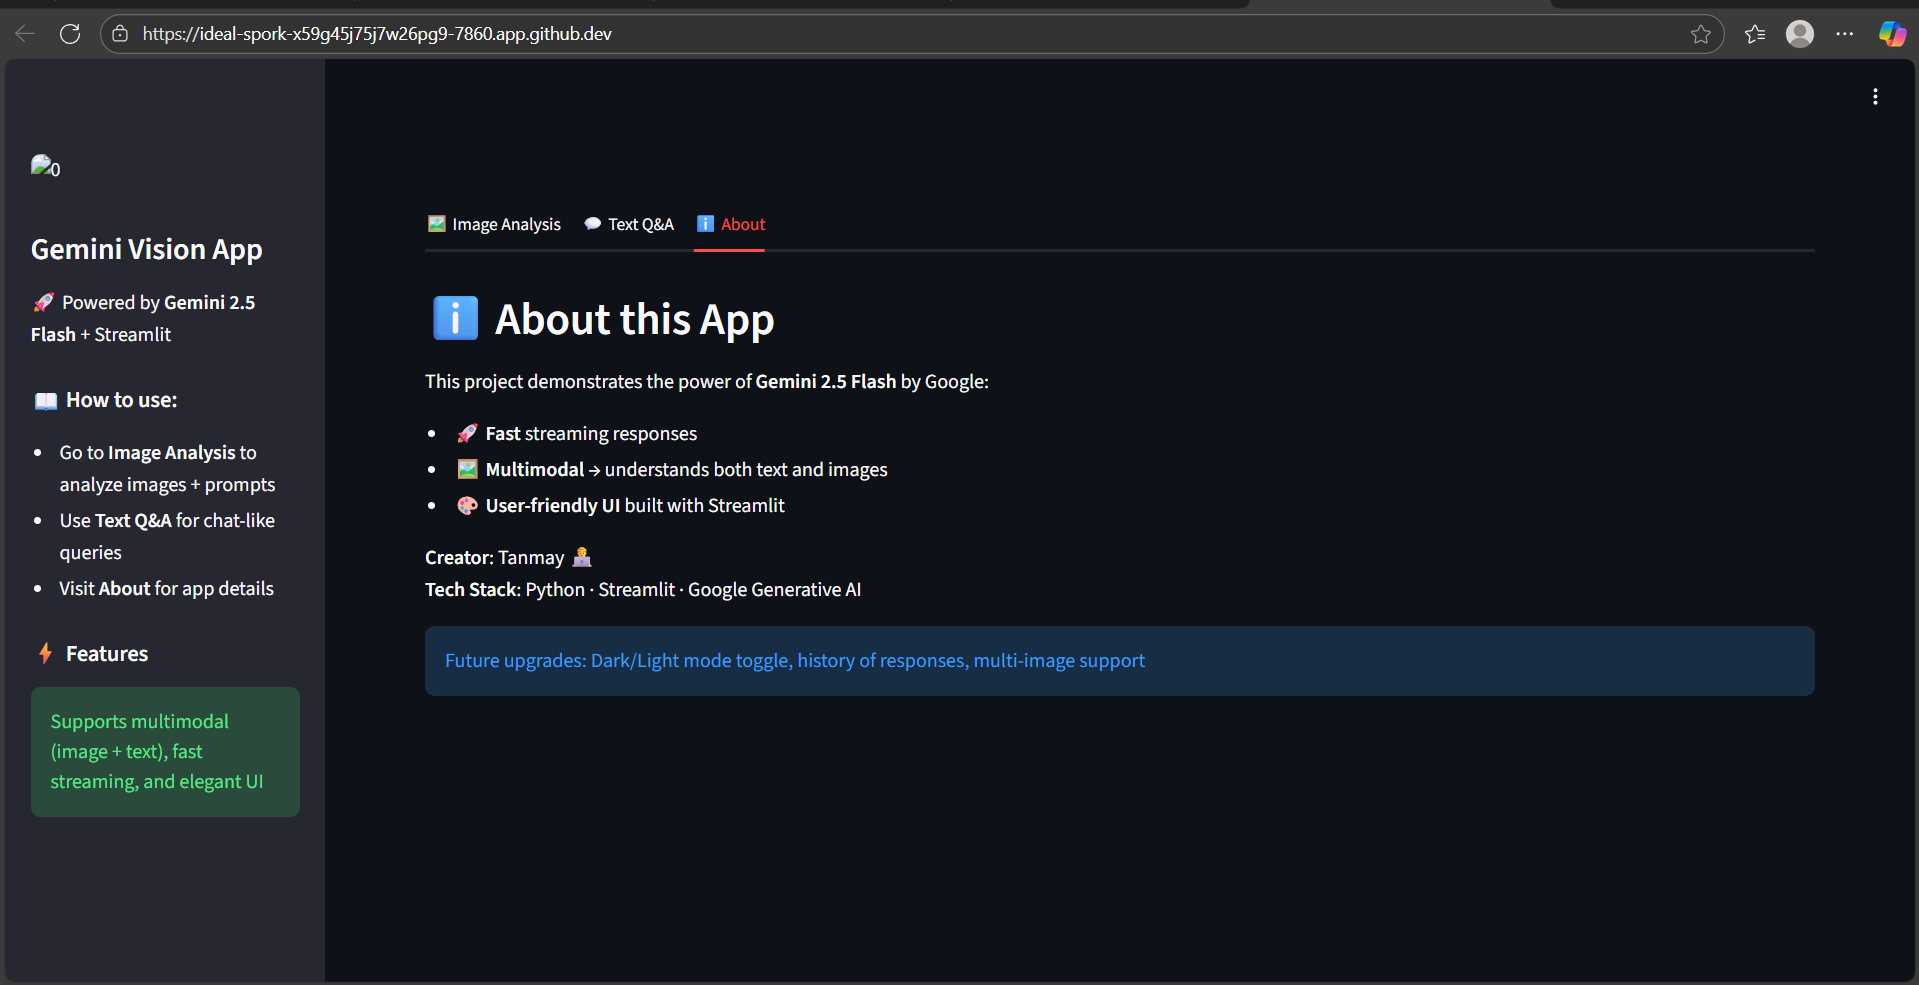 https://ideal-spork-x59g45j75j7w26pg9-7860.app.github.dev
0
Gemini Vision App
🚀 Powered by Gemini 2.5
Flash + Streamlit
📖 How to use:
• Go to Image Analysis to
analyze images + prompts
• Use Text Q&A for chat-like
queries
• Visit About for app details
⚡ Features
Supports multimodal
(image + text), fast
streaming, and elegant UI
🖼️ Image Analysis 💬 Text Q&A ℹ️ About
ℹ️ About this App
This project demonstrates the power of Gemini 2.5 Flash by Google:
• 🚀 Fast streaming responses
• 🖼️ Multimodal → understands both text and images
• 🎨 User-friendly UI built with Streamlit
Creator: Tanmay 🧑‍💻
Tech Stack: Python · Streamlit · Google Generative AI
Future upgrades: Dark/Light mode toggle, history of responses, multi-image support